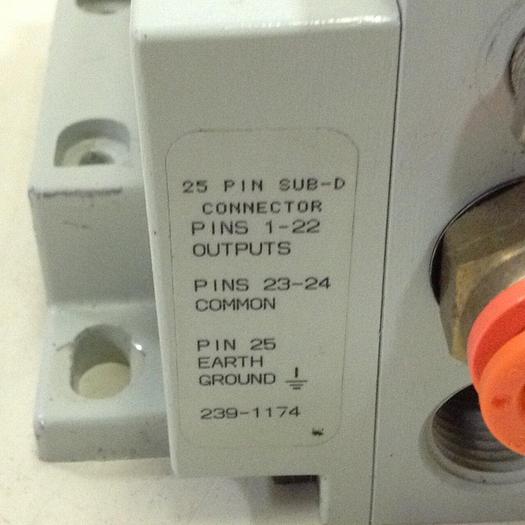 25 PIN SUB-D
CONNECTOR
PINS 1-22
OUTPUTS
PINS 23-24
COMMON
PIN 25
EARTH
GROUND
239-1174